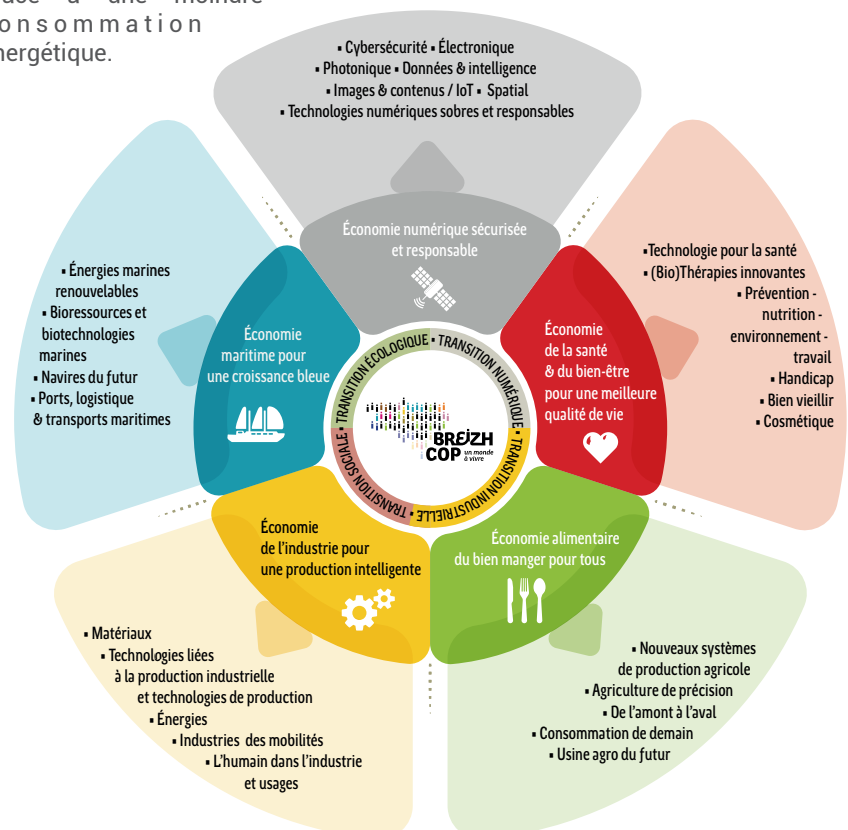 à une moindre
onsommation
nergétique.
▪ Cybersécurité ▪ Électronique
▪ Photonique ▪ Données & intelligence
▪ Images & contenus / IoT ▪ Spatial
▪ Technologies numériques sobres et responsables
Économie numérique sécurisée
et responsable
▪ Énergies marines
renouvelables
▪ Bioressources et
biotechnologies
marines
▪ Navires du futur
▪ Ports, logistique
& transports maritimes
Économie
maritime pour
une croissance bleue
▪Technologie pour la santé
▪ (Bio)Thérapies innovantes
▪ Prévention -
nutrition -
environnement -
travail
▪ Handicap
▪ Bien vieillir
▪ Cosmétique
Économie
de la santé
& du bien-être
pour une meilleure
qualité de vie
▪ TRANSITION ÉCOLOGIQUE
▪ TRANSITION NUMÉRIQUE
▪ TRANSITION INDUSTRIELLE
▪ TRANSITION SOCIALE
BREIZH
COP un monde
à vivre
Économie
de l'industrie pour
une production intelligente
Économie alimentaire
du bien manger pour tous
▪ Matériaux
▪ Technologies liées
à la production industrielle
et technologies de production
▪ Énergies
▪ Industries des mobilités
▪ L'humain dans l'industrie
et usages
▪ Nouveaux systèmes
de production agricole
▪ Agriculture de précision
▪ De l'amont à l'aval
▪ Consommation de demain
▪ Usine agro du futur